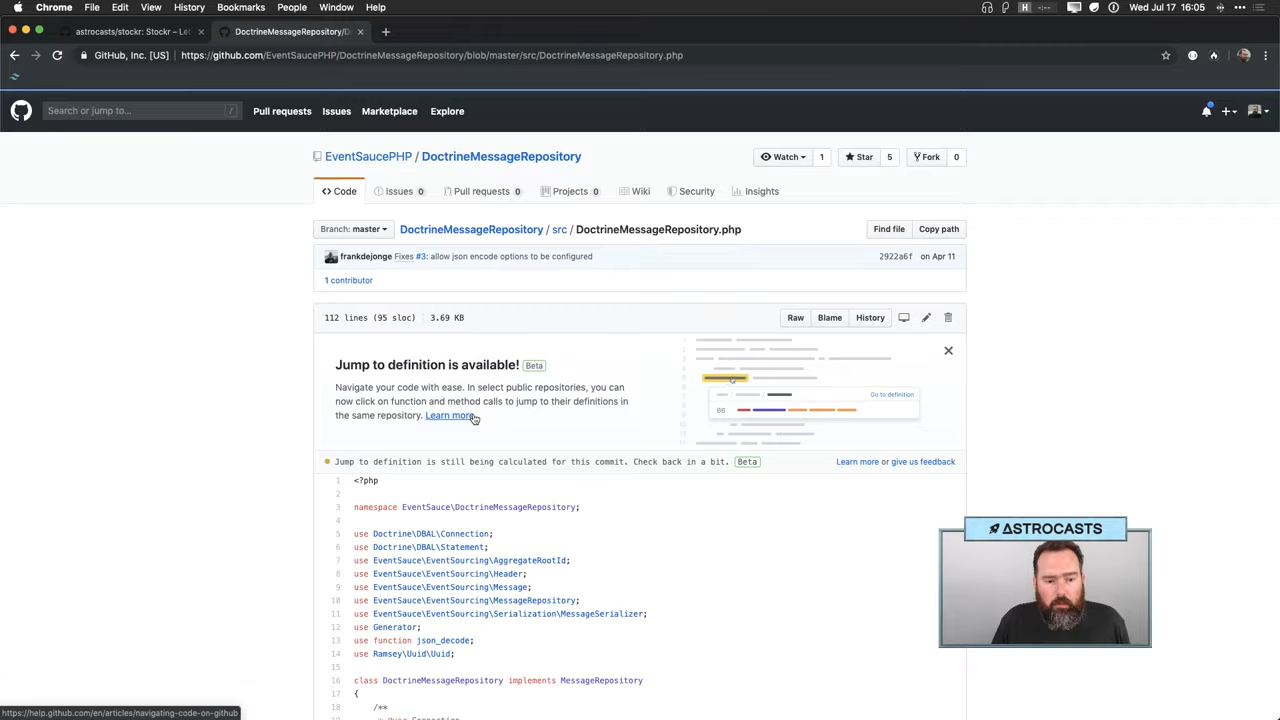 Chrome File Edit View History Bookmarks People Window Help
Wed Jul 17 16:05
astrocasts/stockr: Stockr – Let
DoctrineMessageRepository/D
GitHub, Inc. [US] https://github.com/EventSaucePHP/DoctrineMessageRepository/blob/master/src/DoctrineMessageRepository.php
Search or jump to... /
Pull requests Issues Marketplace Explore
EventSaucePHP / DoctrineMessageRepository
Watch 1 Star 5 Fork 0
Code Issues 0 Pull requests 0 Projects 0 Wiki Security Insights
Branch: master DoctrineMessageRepository / src / DoctrineMessageRepository.php Find file Copy path
frankdejonge Fixes #3: allow json encode options to be configured 2922a6f on Apr 11
1 contributor
112 lines (95 sloc) 3.69 KB Raw Blame History
Jump to definition is available! Beta
Navigate your code with ease. In select public repositories, you can
now click on function and method calls to jump to their definitions in
the same repository. Learn more
Go to definition
66
Jump to definition is still being calculated for this commit. Check back in a bit. Beta Learn more or give us feedback
1 <?php
2
3 namespace EventSauce\DoctrineMessageRepository;
4
5 use Doctrine\DBAL\Connection;
6 use Doctrine\DBAL\Statement;
7 use EventSauce\EventSourcing\AggregateRootId;
8 use EventSauce\EventSourcing\Header;
9 use EventSauce\EventSourcing\Message;
10 use EventSauce\EventSourcing\MessageRepository;
11 use EventSauce\EventSourcing\Serialization\MessageSerializer;
12 use Generator;
13 use function json_decode;
14 use Ramsey\Uuid\Uuid;
15
16 class DoctrineMessageRepository implements MessageRepository
17 {
18 /**
ASTROCASTS
https://help.github.com/en/articles/navigating-code-on-github